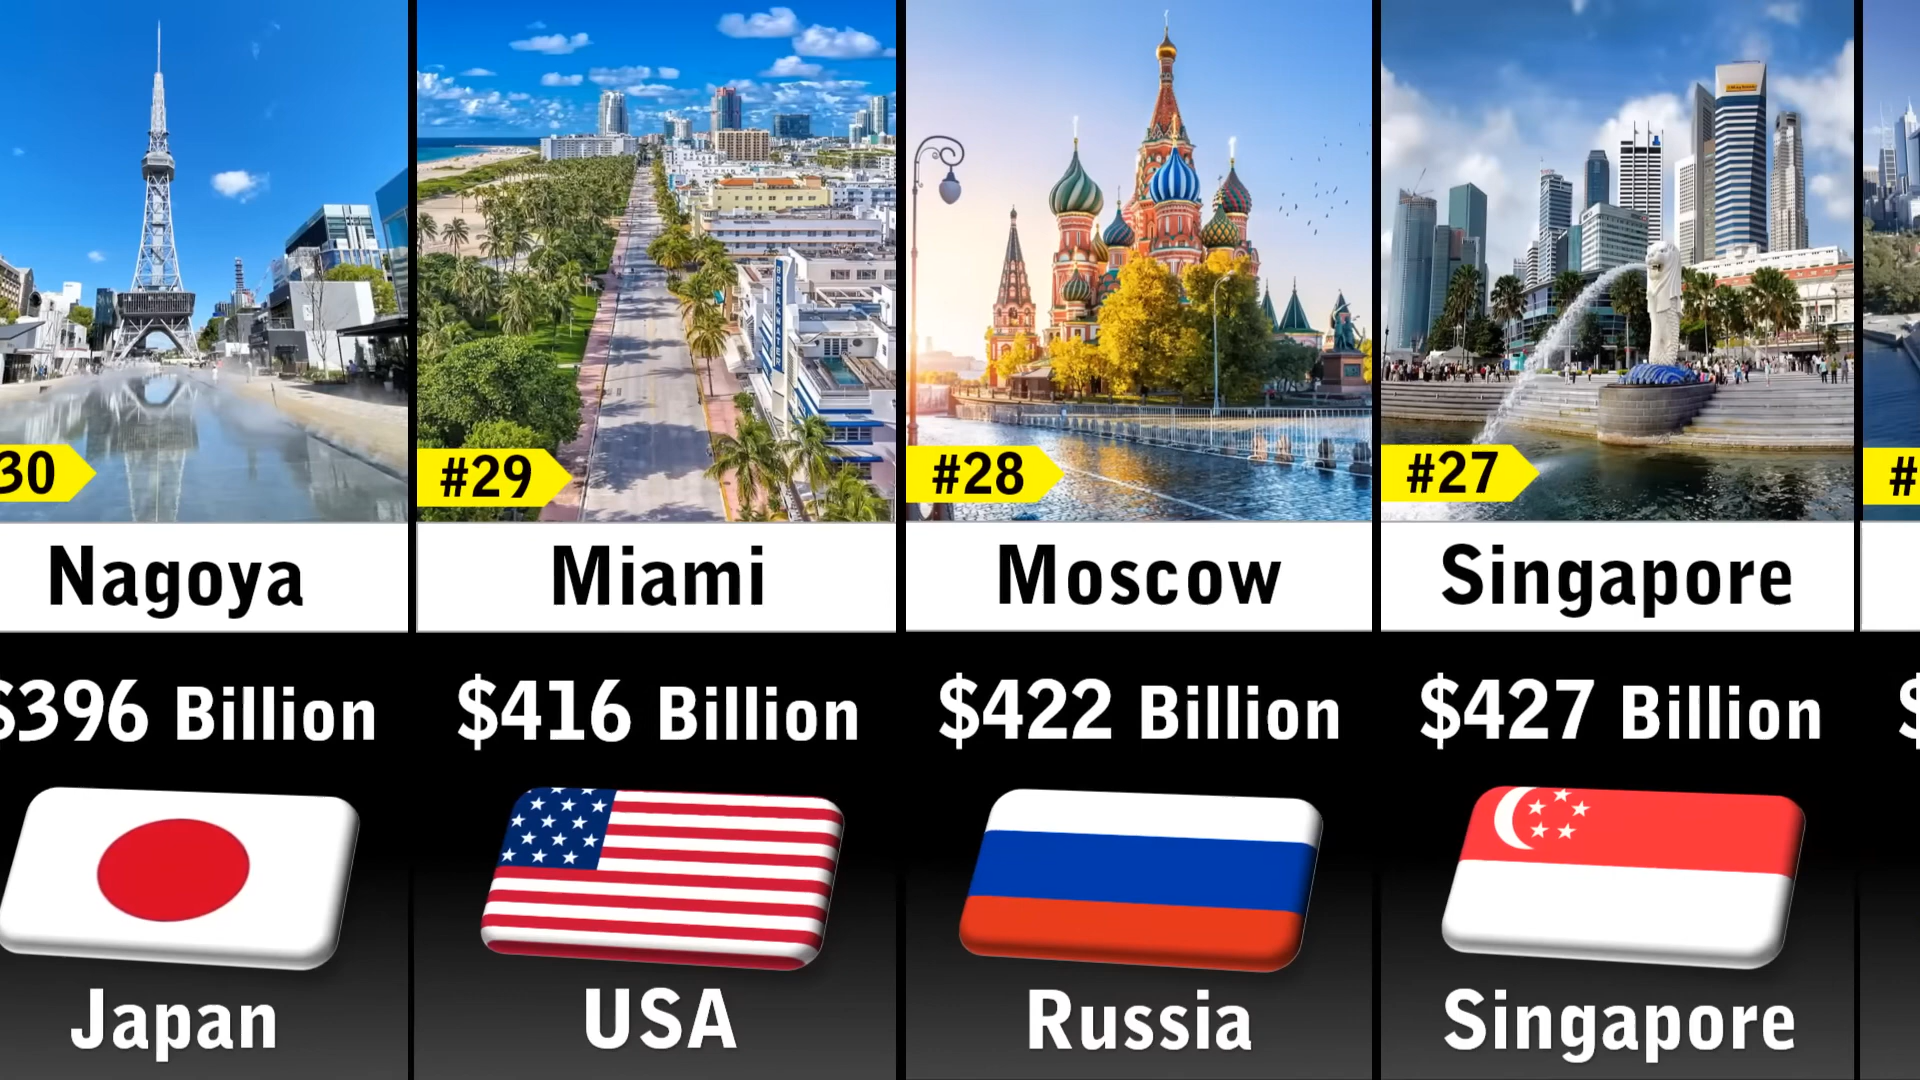 30
Nagoya
$396 Billion
Japan
BREAKWATER
#29
Miami
$416 Billion
USA
#28
Moscow
$422 Billion
Russia
#27
Singapore
$427 Billion
Singapore
#
$